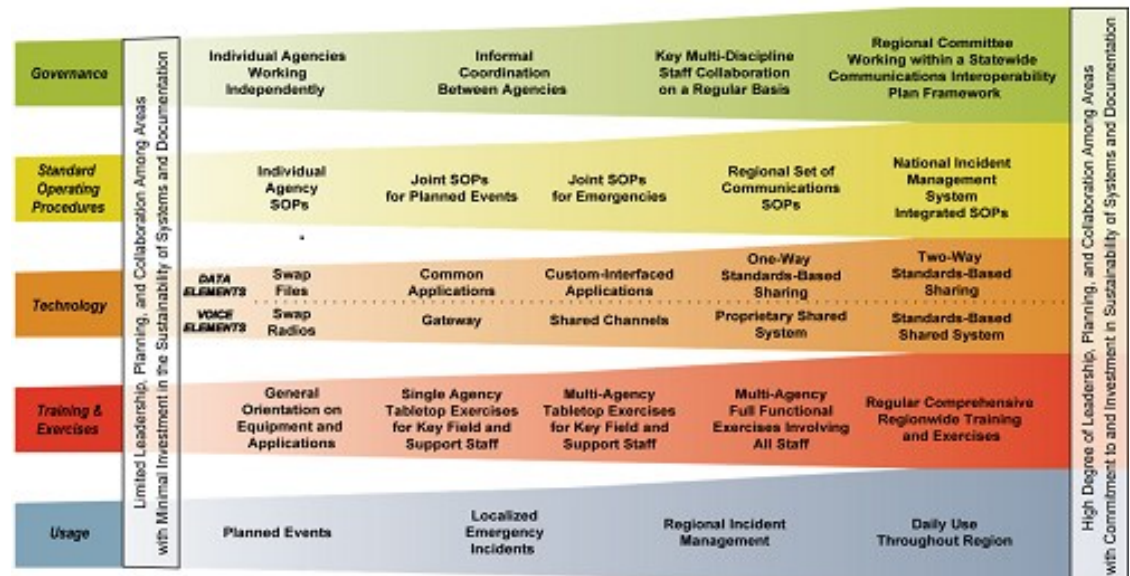 Governance
Individual Agencies
Working
Independently
Informal
Coordination
Between Agencies
Key Multi-Discipline
Staff Collaboration
on a Regular Basis
Regional Committee
Working within a Statewide
Communications Interoperability
Plan Framework
Standard
Operating
Procedures
Individual
Agency
SOPs
Joint SOPs
for Planned Events
Joint SOPs
for Emergencies
Regional Set of
Communications
SOPs
National Incident
Management
System
Integrated SOPs
Technology
DATA
ELEMENTS
Swap
Files
Common
Applications
Custom-Interfaced
Applications
One-Way
Standards-Based
Sharing
Two-Way
Standards-Based
Sharing
VOICE
ELEMENTS
Swap
Radios
Gateway
Shared Channels
Proprietary Shared
System
Standards-Based
Shared System
Training &
Exercises
General
Orientation on
Equipment and
Applications
Single Agency
Tabletop Exercises
for Key Field and
Support Staff
Multi-Agency
Tabletop Exercises
for Key Field and
Support Staff
Multi-Agency
Full Functional
Exercises Involving
All Staff
Regular Comprehensive
Regionwide Training
and Exercises
Usage
Planned Events
Localized
Emergency
Incidents
Regional Incident
Management
Daily Use
Throughout Region
Limited Leadership, Planning, and Collaboration Among Areas
with Minimal Investment in the Sustainability of Systems and Documentation
High Degree of Leadership, Planning, and Collaboration Among Areas
with Commitment to and Investment in Sustainability of Systems and Documentation